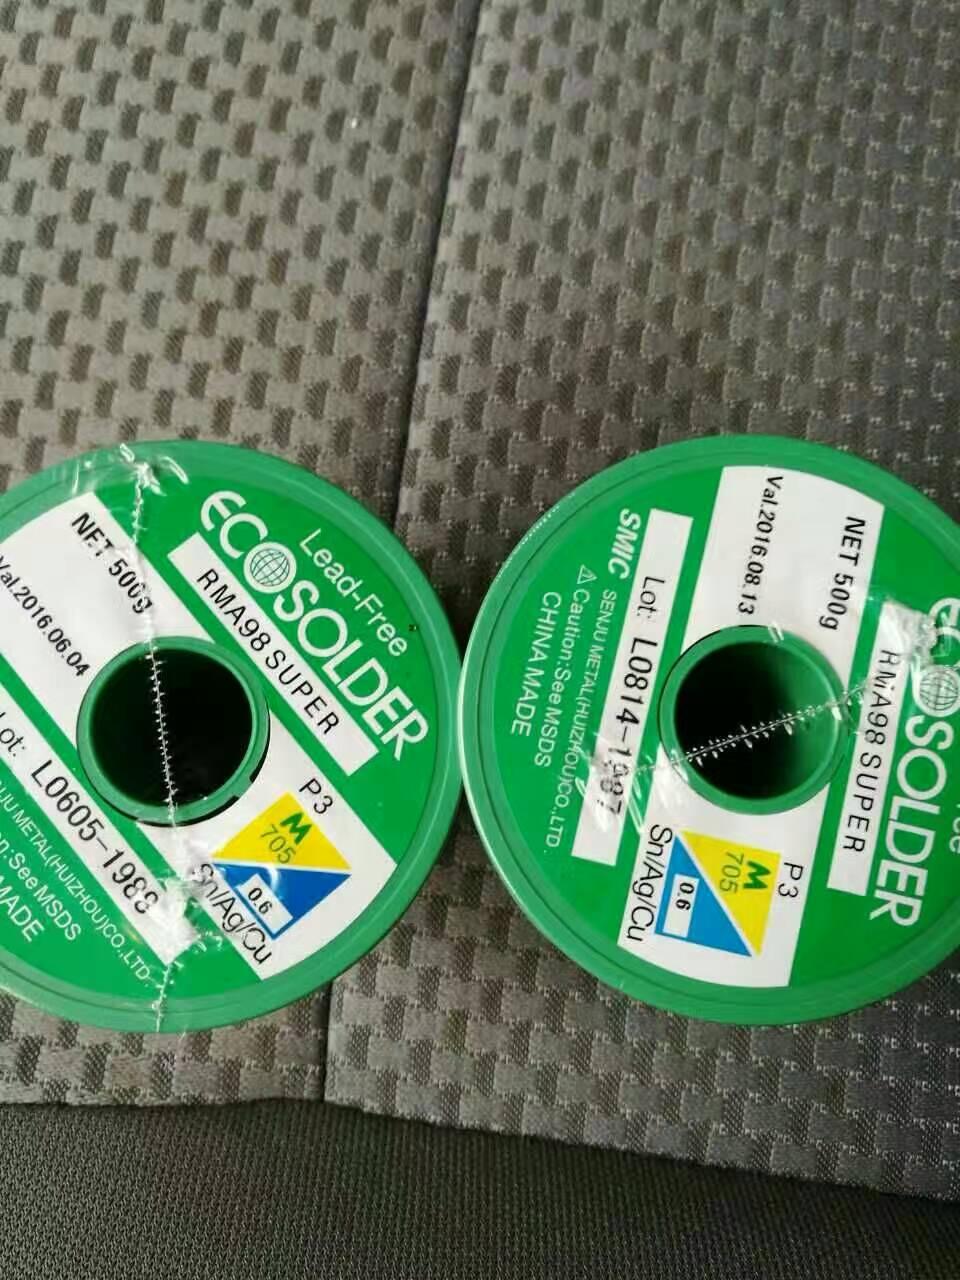 Lead-Free
ECOSOLDER
RMA98 SUPER
NET 500g
Val.2016.06.04
P3
M
705
0.6
Sn/Ag/Cu
Lot: L0605-1988
METAL(HUIZHOU)CO.,LTD.
See MSDS
MADE
ECOSOLDER
RMA98 SUPER
NET 500g
Val.2016.08.13
P3
M
705
0.6
Sn/Ag/Cu
Lot: L0814-1987
SMIC SENJU METAL(HUIZHOU)CO.,LTD.
⚠Caution:See MSDS
CHINA MADE